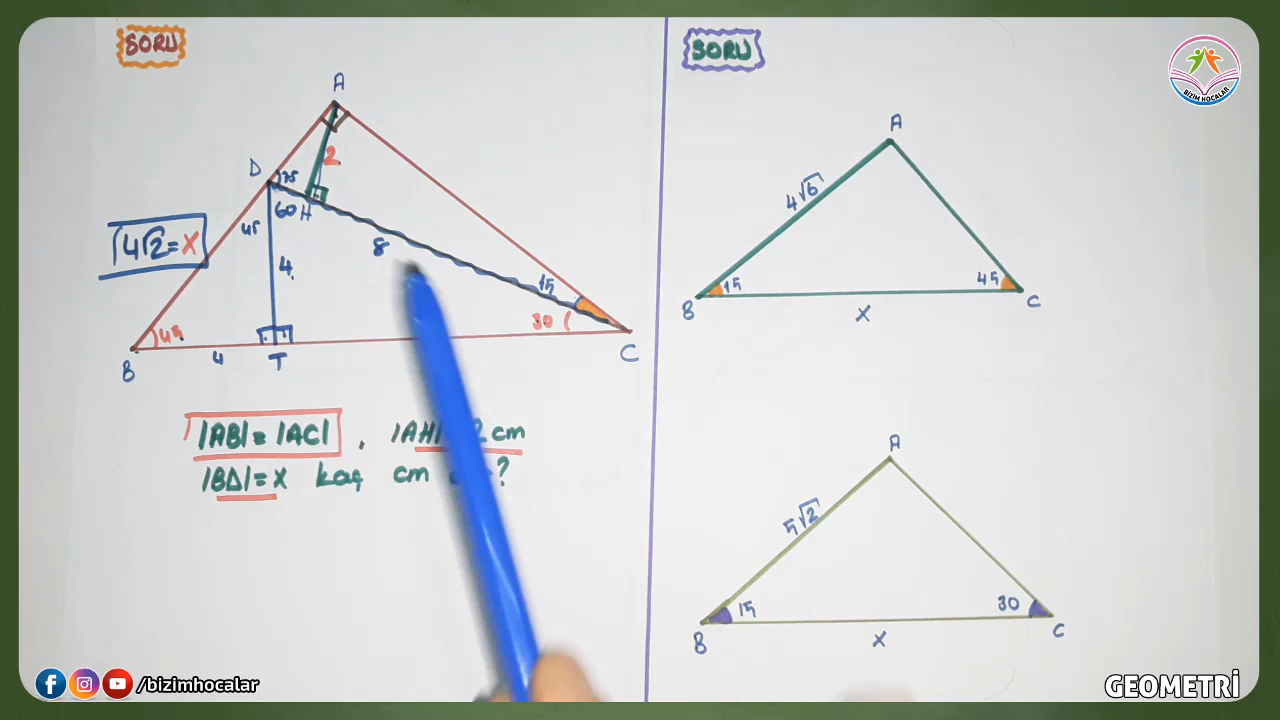 SORU
A
2
D
75
60
H
45
4√2=X
8
4
15
45
30
B
4
T
C
|AB|=|AC| . |AH| 2 cm
|BD|=X kaç cm ?
SORU
A
4√6
15
45
B
C
X
A
5√2
15
30
B
C
X
BİZİM HOCALAR
/bizimhocalar
GEOMETRİ